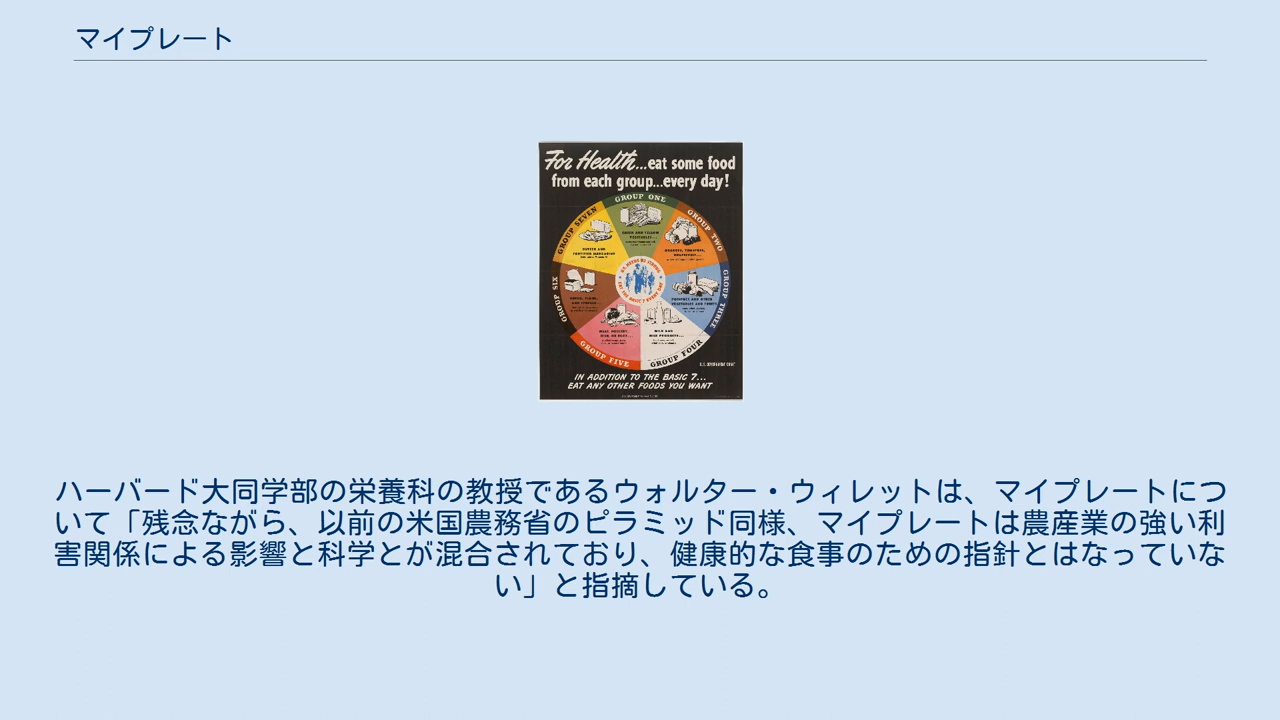 マイプレート
For Health...eat some food
from each group...every day!
GROUP ONE
GROUP TWO
GROUP THREE
GROUP FOUR
GROUP FIVE
GROUP SIX
GROUP SEVEN
IN ADDITION TO THE BASIC 7...
EAT ANY OTHER FOODS YOU WANT
ハーバード大同学部の栄養科の教授であるウォルター・ウィレットは、マイプレートにつ
いて「残念ながら、以前の米国農務省のピラミッド同様、マイプレートは農産業の強い利
害関係による影響と科学とが混合されており、健康的な食事のための指針とはなっていな
い」と指摘している。